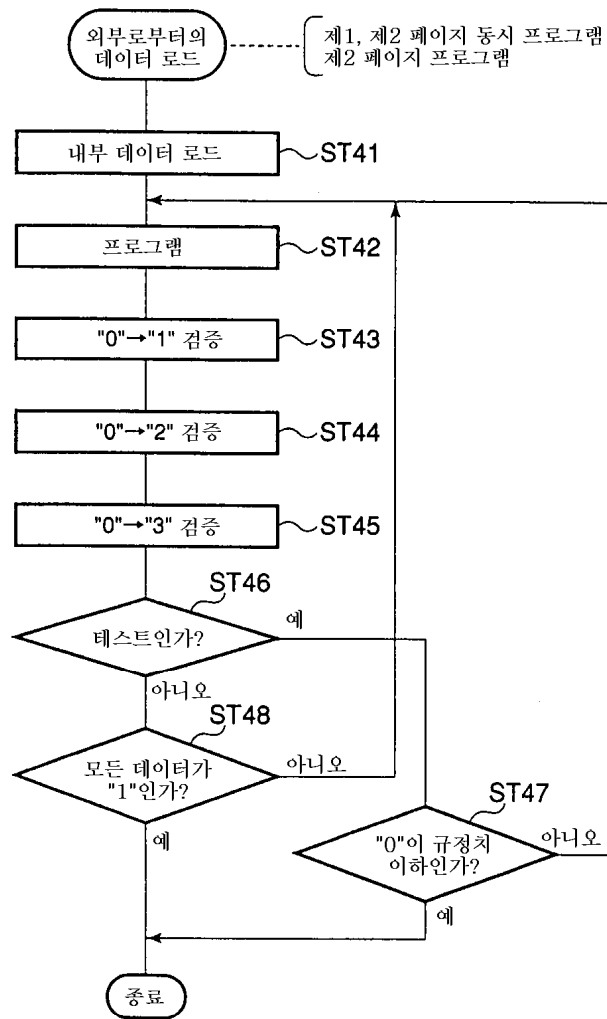 외부로부터의
데이터 로드
제1, 제2 페이지 동시 프로그램
제2 페이지 프로그램
내부 데이터 로드
ST41
프로그램
ST42
"0"→"1" 검증
ST43
"0"→"2" 검증
ST44
"0"→"3" 검증
ST45
ST46
테스트인가?
예
아니오
ST48
모든 데이터가
"1"인가?
아니오
예
ST47
"0"이 규정치
이하인가?
아니오
예
종료